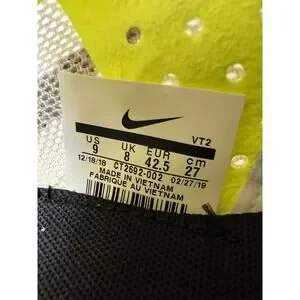 VT2
US UK EUR cm
9 8 42.5 27
12/18/18 CT2692-002 02/27/19
MADE IN VIETNAM
FABRIQUE AU VIETNAM